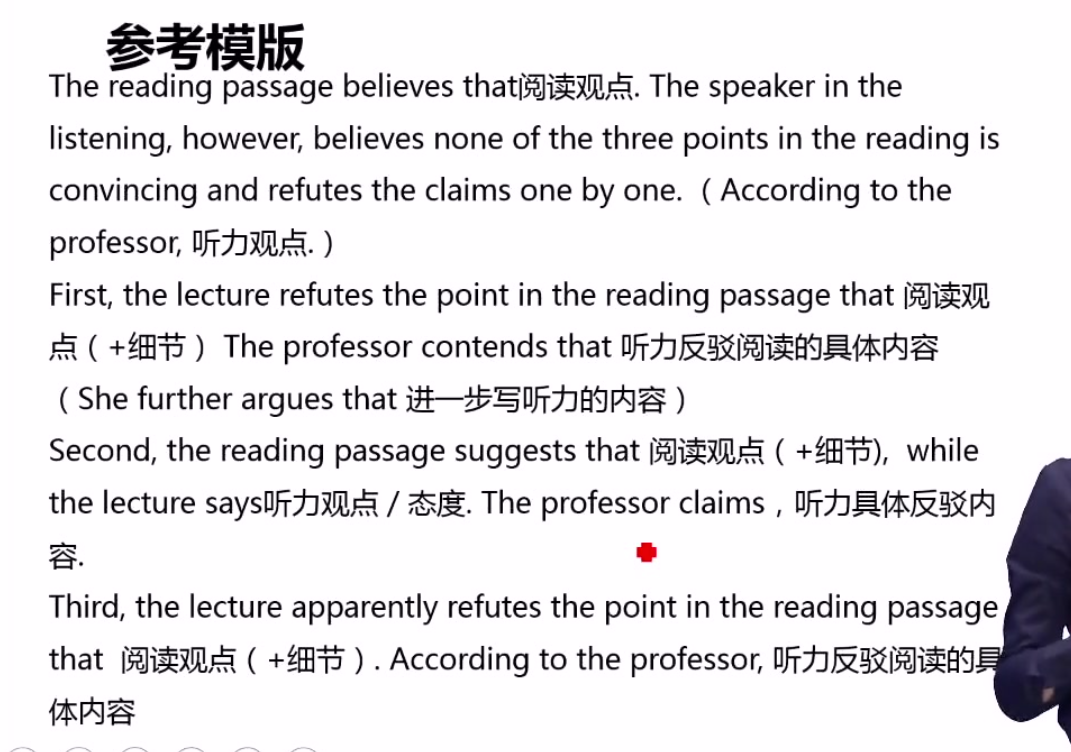 参考模版
The reading passage believes that阅读观点. The speaker in the
listening, however, believes none of the three points in the reading is
convincing and refutes the claims one by one.（According to the
professor, 听力观点.）
First, the lecture refutes the point in the reading passage that 阅读观
点（+细节） The professor contends that 听力反驳阅读的具体内容
（She further argues that 进一步写听力的内容）
Second, the reading passage suggests that 阅读观点（+细节), while
the lecture says听力观点 / 态度. The professor claims，听力具体反驳内
容.
Third, the lecture apparently refutes the point in the reading passage
that 阅读观点（+细节）. According to the professor, 听力反驳阅读的具
体内容